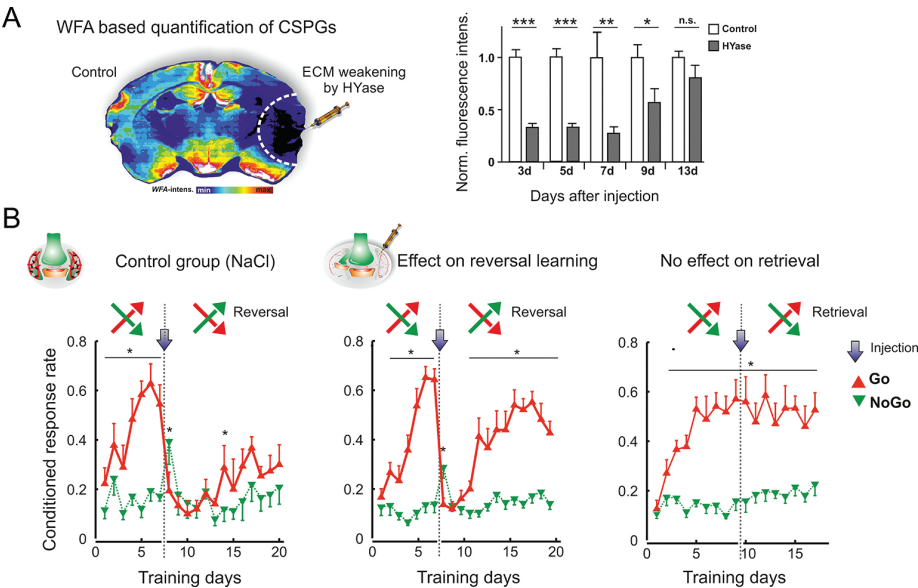 A
WFA based quantification of CSPGs
Control
ECM weakening
by HYase
WFA-intens. min max
Norm. fluorescence intens.
1.0
0.5
0
*** *** ** * n.s.
Control
HYase
3d 5d 7d 9d 13d
Days after injection
B
Control group (NaCl)
Effect on reversal learning
No effect on retrieval
Reversal
Reversal
Retrieval
Injection
Go
NoGo
Conditioned response rate
0.8
0.6
0.4
0.2
0
* * *
0 5 10 15 20
Training days
0.8
0.6
0.4
0.2
0
* * *
0 5 10 15 20
Training days
0.8
0.6
0.4
0.2
0
*
0 5 10 15
Training days